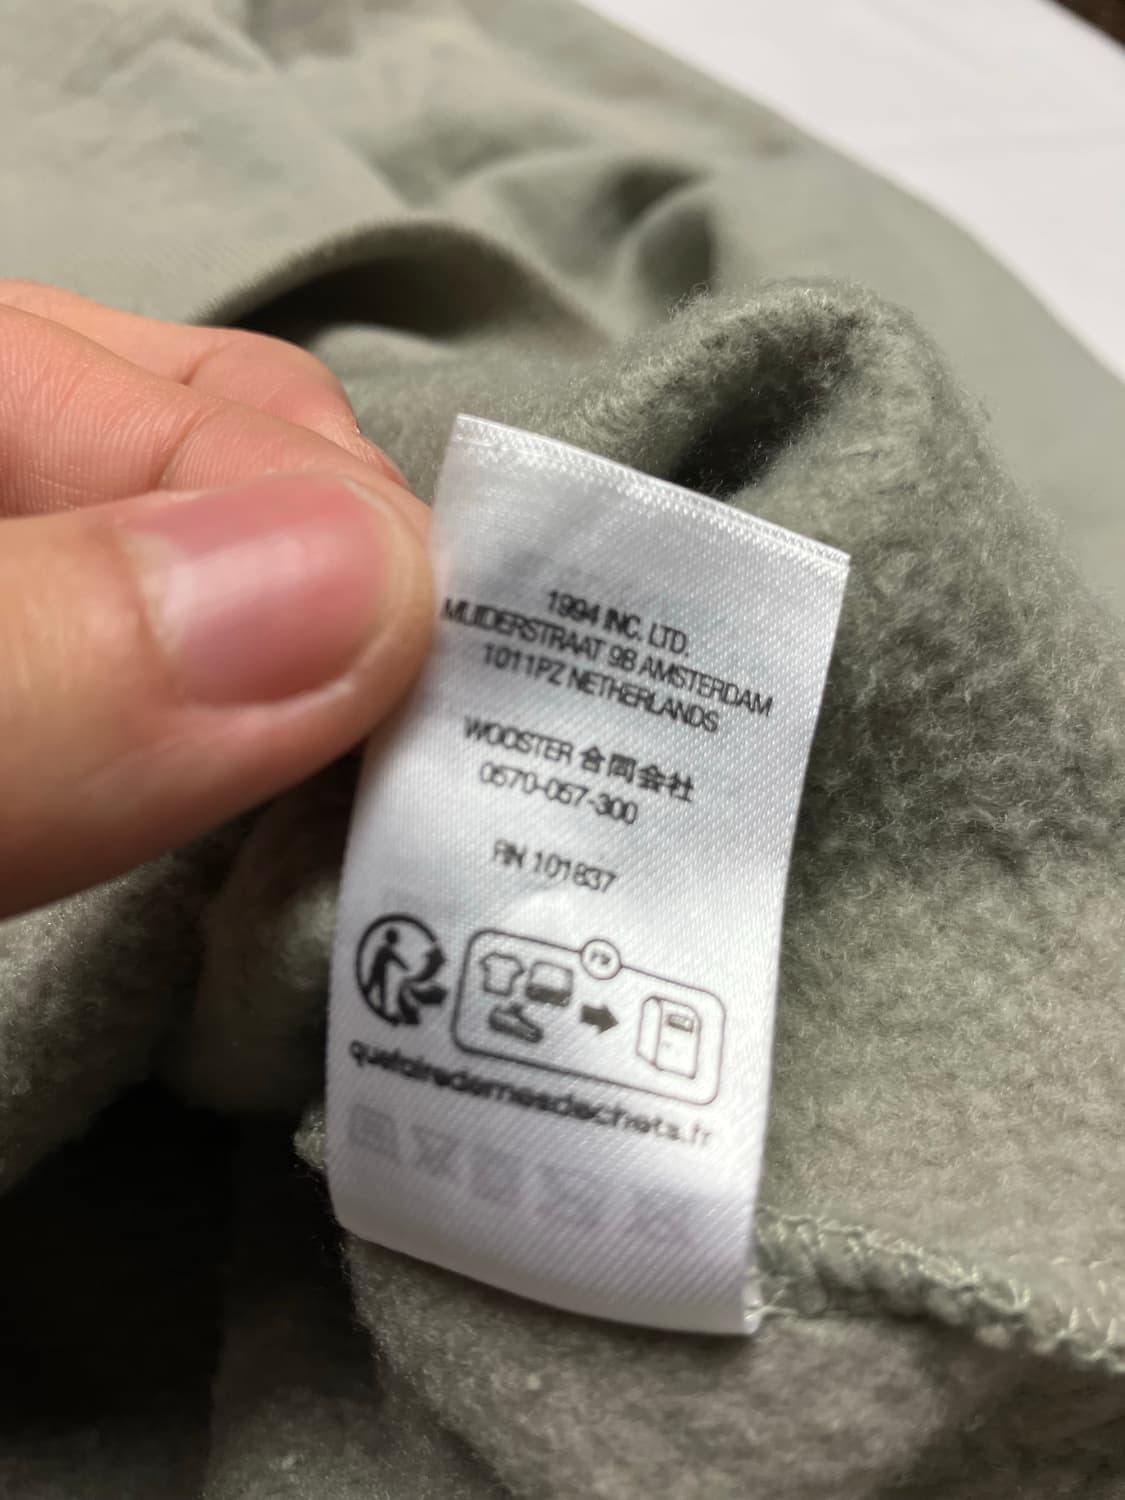 1994 INC. LTD.
MUIDERSTRAAT 9B AMSTERDAM
1011PZ NETHERLANDS
WOOSTER 合同会社
0570-057-300
RN 101837
FR
quefairedemesdechets.fr